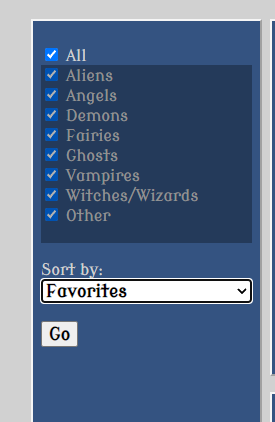 All
Aliens
Angels
Demons
Fairies
Ghosts
Vampires
Witches/Wizards
Other
Sort by:
Favorites
Go